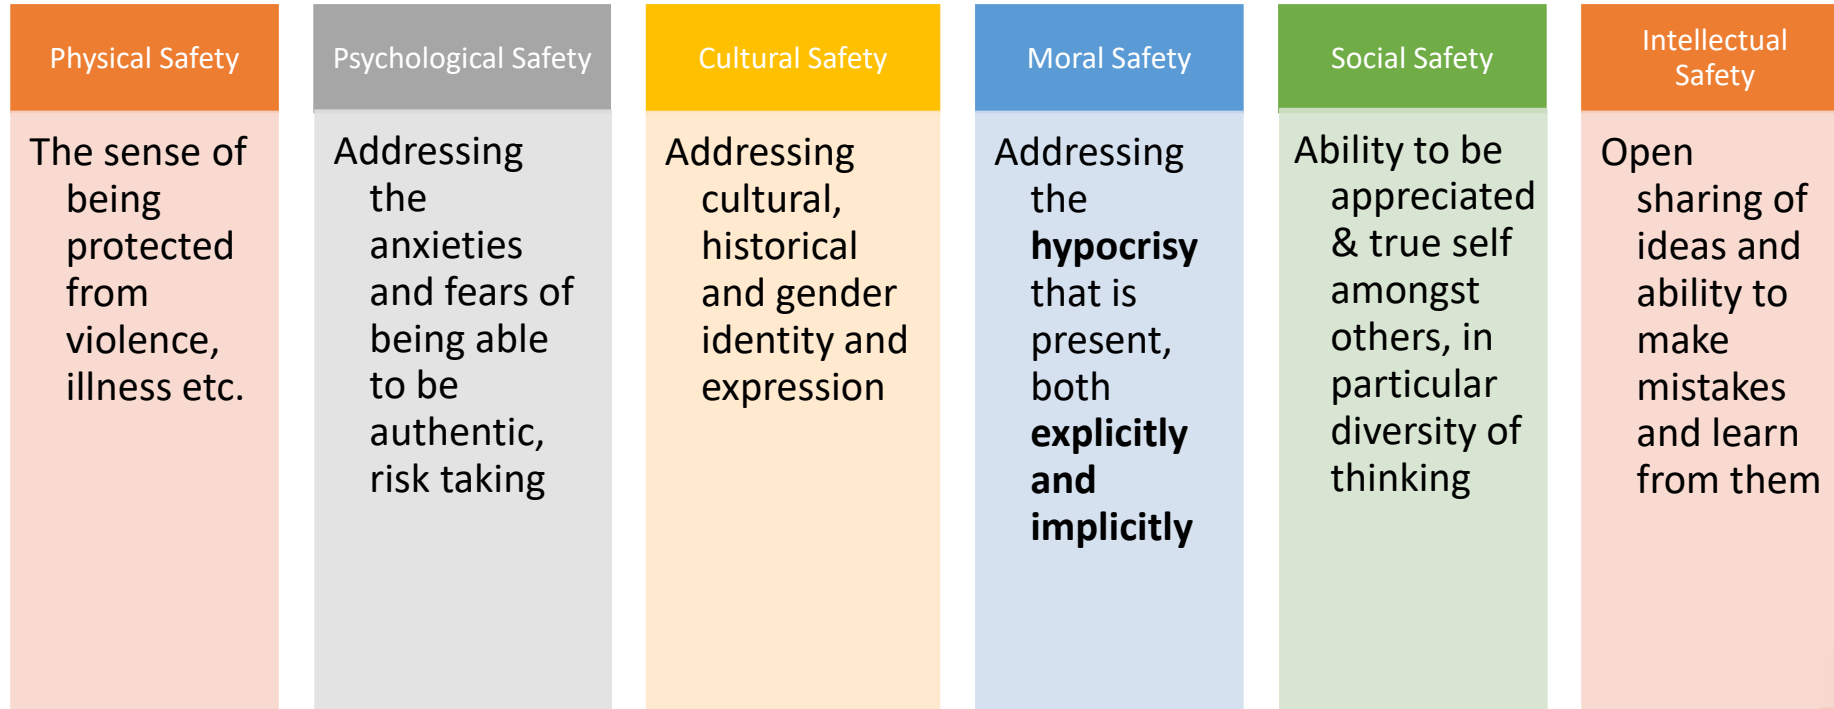 Physical Safety
The sense of
being
protected
from
violence,
illness etc.
Psychological Safety
Addressing
the
anxieties
and fears of
being able
to be
authentic,
risk taking
Cultural Safety
Addressing
cultural,
historical
and gender
identity and
expression
Moral Safety
Addressing
the
hypocrisy
that is
present,
both
explicitly
and
implicitly
Social Safety
Ability to be
appreciated
& true self
amongst
others, in
particular
diversity of
thinking
Intellectual
Safety
Open
sharing of
ideas and
ability to
make
mistakes
and learn
from them